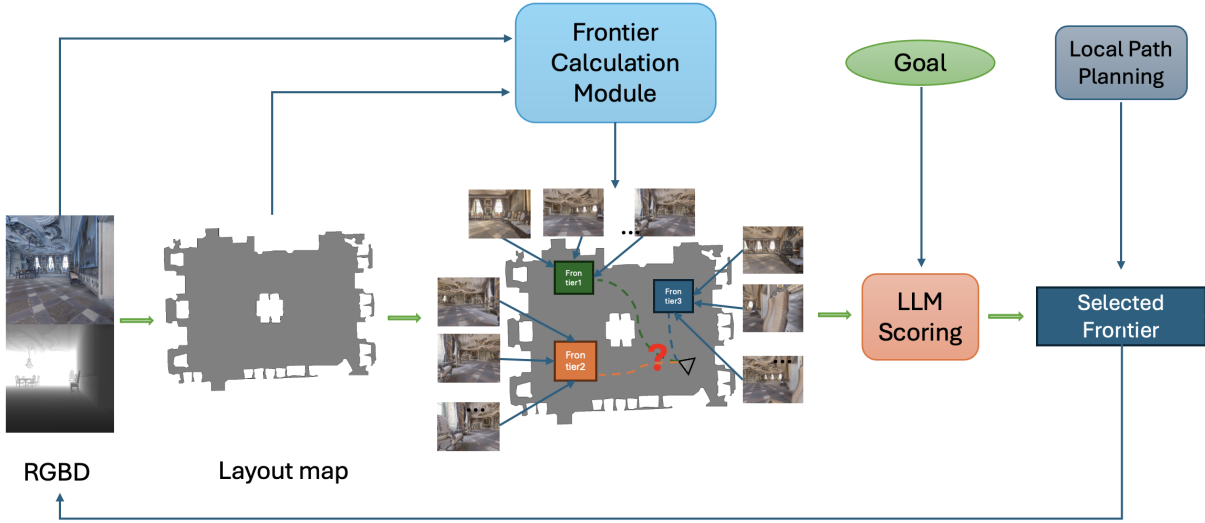 Frontier
Calculation
Module
Goal
Local Path
Planning
...
Fron
tier1
Fron
tier3
Fron
tier2
?
...
....
LLM
Scoring
Selected
Frontier
RGBD
Layout map